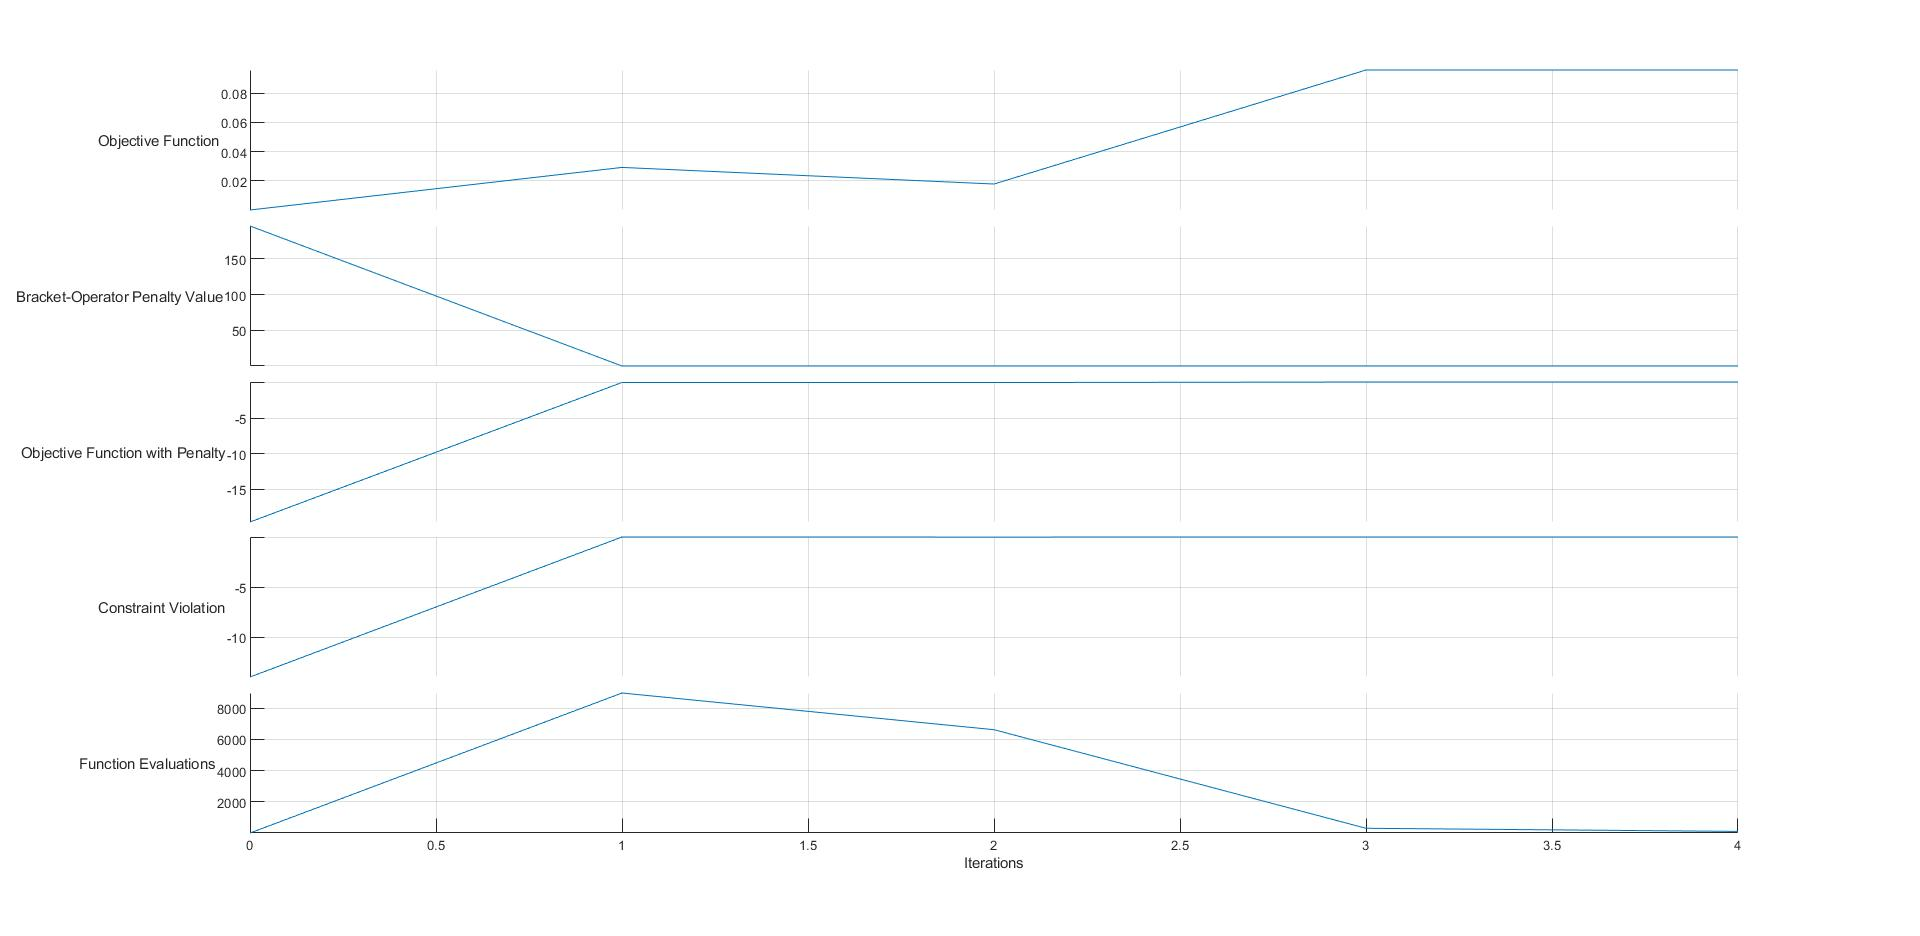 0.08
0.06
Objective Function
0.04
0.02
150
Bracket-Operator Penalty Value 100
50
-5
Objective Function with Penalty -10
-15
-5
Constraint Violation
-10
8000
6000
Function Evaluations
4000
2000
0 0.5 1 1.5 2 2.5 3 3.5 4
Iterations